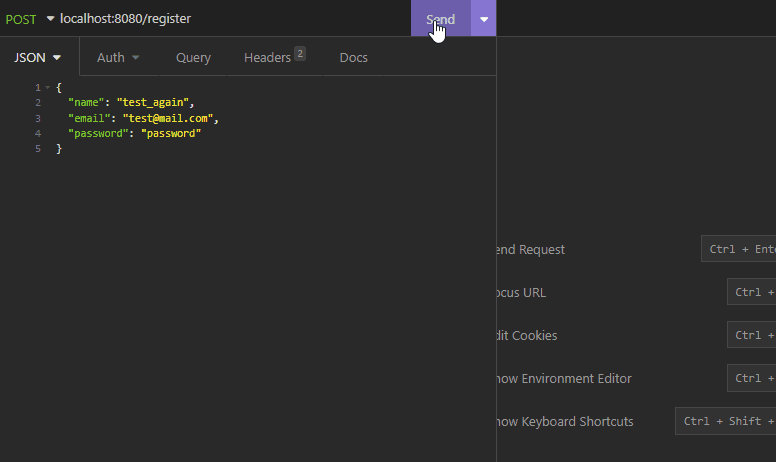 POST localhost:8080/register Send
JSON Auth Query Headers 2 Docs
1 {
2 "name": "test_again",
3 "email": "test@mail.com",
4 "password": "password"
5 }
end Request Ctrl + Ente
ocus URL Ctrl +
dit Cookies Ctrl +
how Environment Editor Ctrl +
how Keyboard Shortcuts Ctrl + Shift +